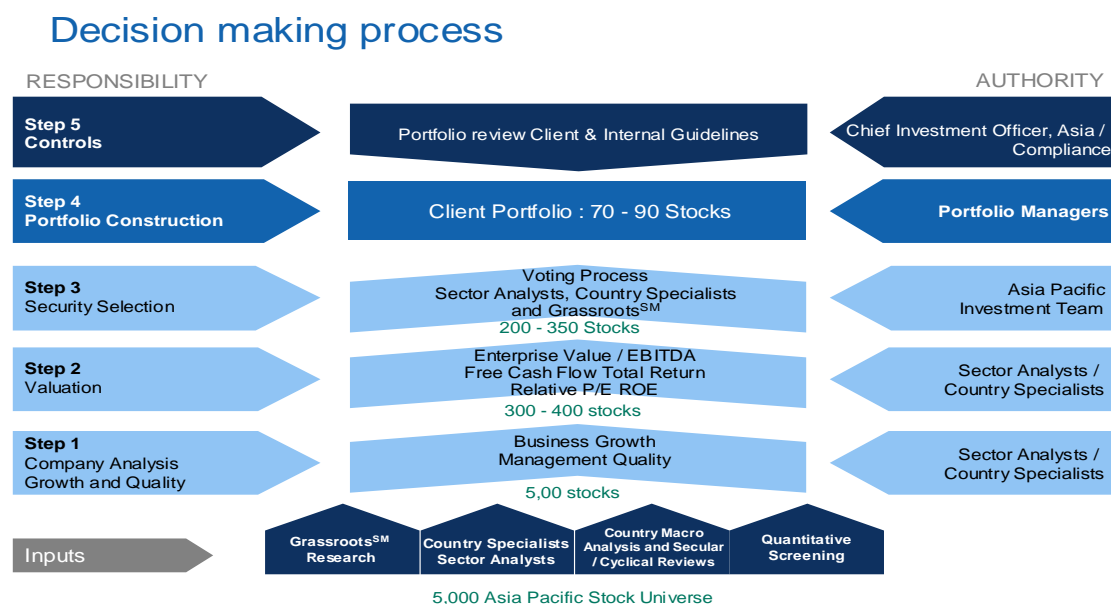 Decision making process
RESPONSIBILITY
AUTHORITY
Step 5
Controls
Portfolio review Client & Internal Guidelines
Chief Investment Officer, Asia /
Compliance
Step 4
Portfolio Construction
Client Portfolio : 70 - 90 Stocks
Portfolio Managers
Step 3
Security Selection
Voting Process
Sector Analysts, Country Specialists
and Grassroots℠
200 - 350 Stocks
Asia Pacific
Investment Team
Step 2
Valuation
Enterprise Value / EBITDA
Free Cash Flow Total Return
Relative P/E ROE
300 - 400 stocks
Sector Analysts /
Country Specialists
Step 1
Company Analysis
Growth and Quality
Business Growth
Management Quality
5,00 stocks
Sector Analysts /
Country Specialists
Inputs
Grassroots℠
Research
Country Specialists
Sector Analysts
Country Macro
Analysis and Secular
/ Cyclical Reviews
Quantitative
Screening
5,000 Asia Pacific Stock Universe